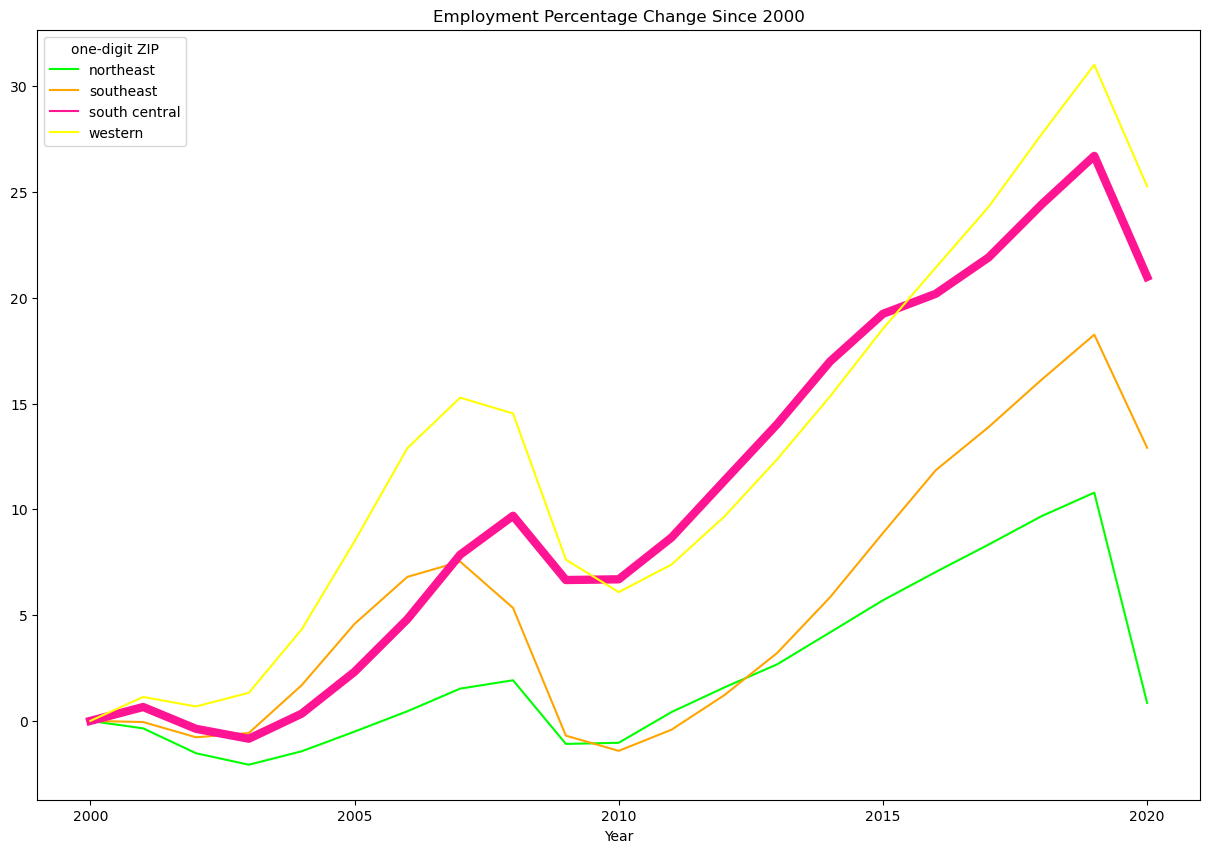 Employment Percentage Change Since 2000
one-digit ZIP
northeast
southeast
south central
western
30
25
20
15
10
5
0
2000 2005 2010 2015 2020
Year